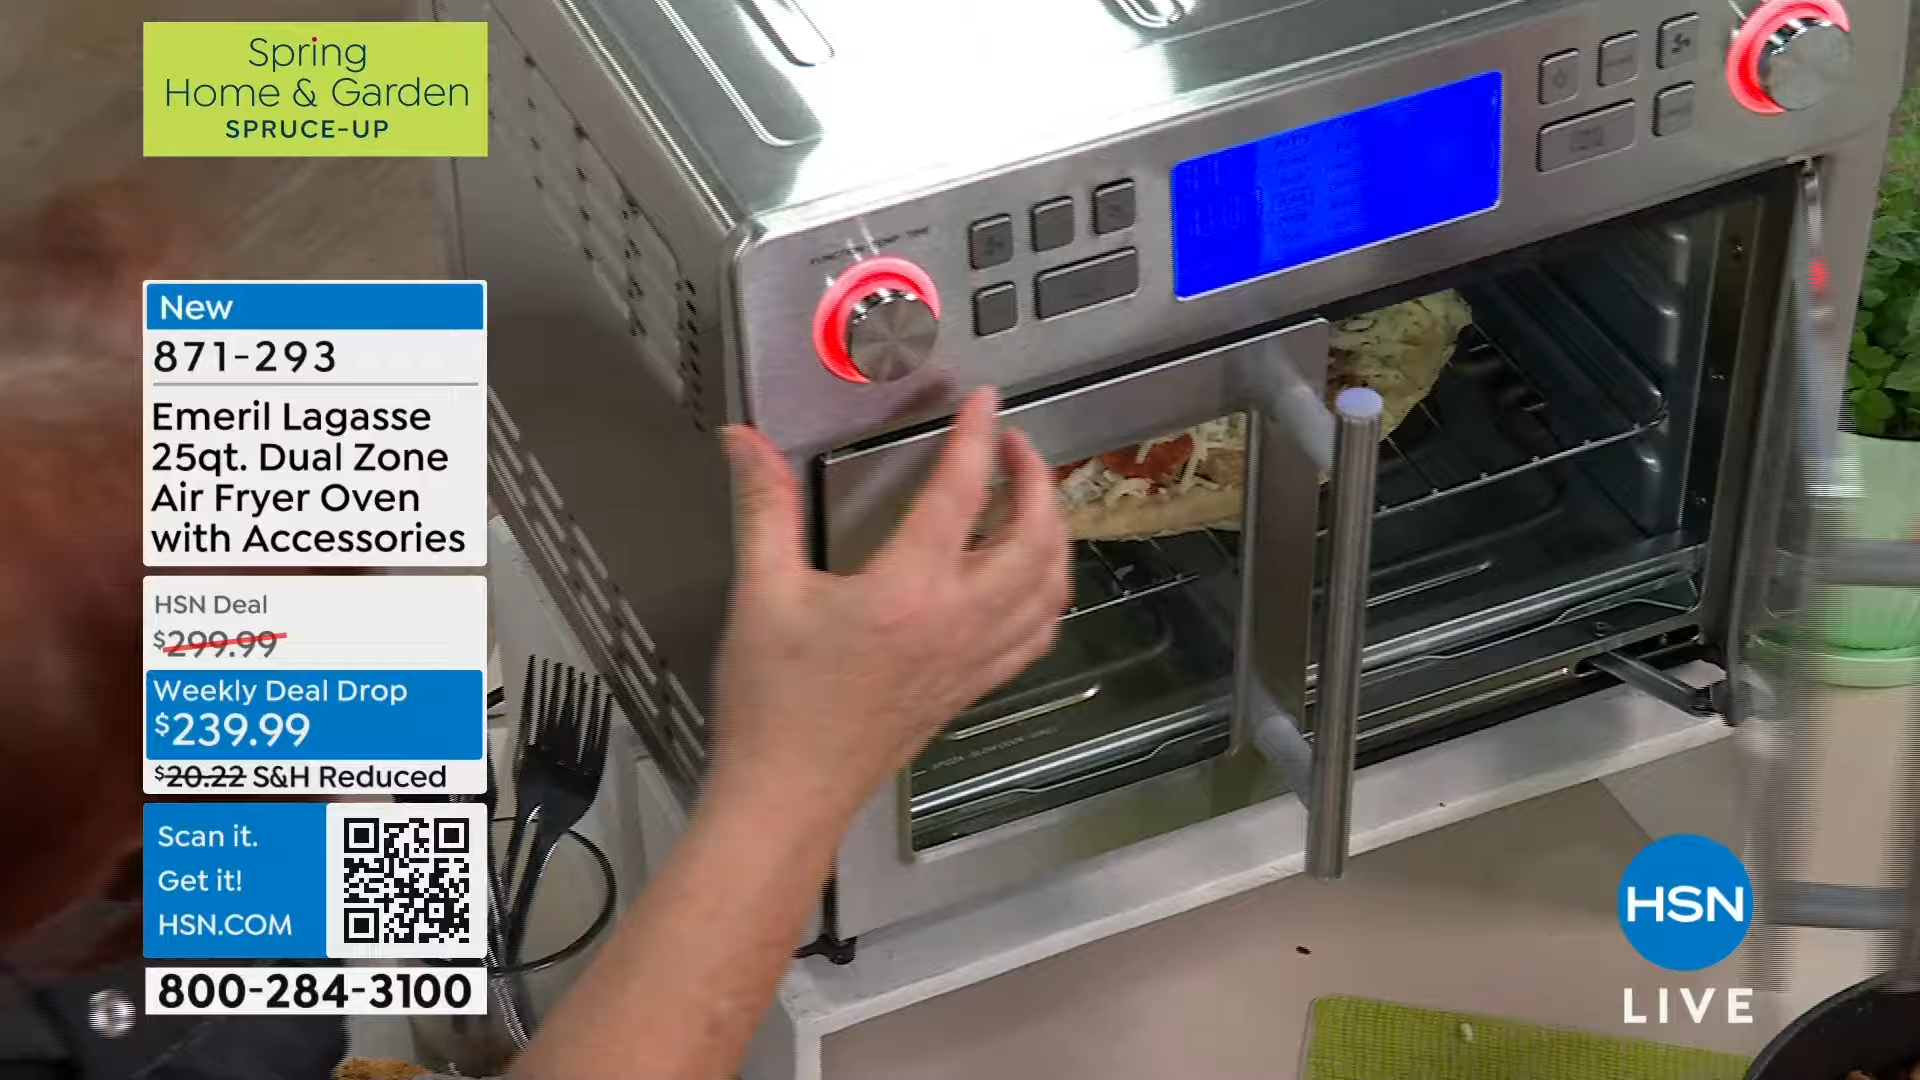 Spring
Home & Garden
SPRUCE-UP
New
871-293
Emeril Lagasse
25qt. Dual Zone
Air Fryer Oven
with Accessories
HSN Deal
$299.99
Weekly Deal Drop
$239.99
$20.22 S&H Reduced
Scan it.
Get it!
HSN.COM
800-284-3100
HSN
LIVE